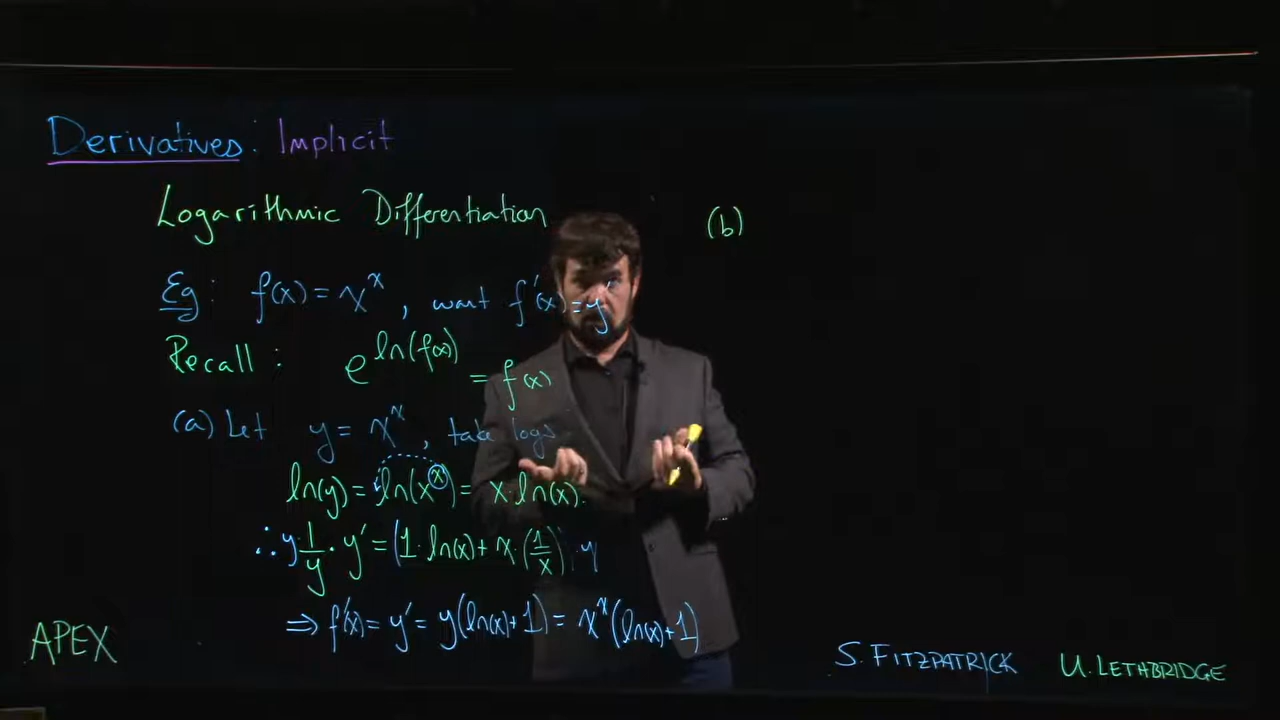 Derivatives: Implicit
Logarithmic Differentiation
Eg: f(x) = x^x, want f'(x) = y'
Recall: e^{ln(f(x))} = f(x)
(a) Let y = x^x, take logs
ln(y) = ln(x^x) = x·ln(x).
∴ y·1/y·y' = (1·ln(x) + x·(1/x))·y
⇒ f'(x) = y' = y(ln(x)+1) = x^x(ln(x)+1)
(b)
APEX
S. FITZPATRICK
U. LETHBRIDGE